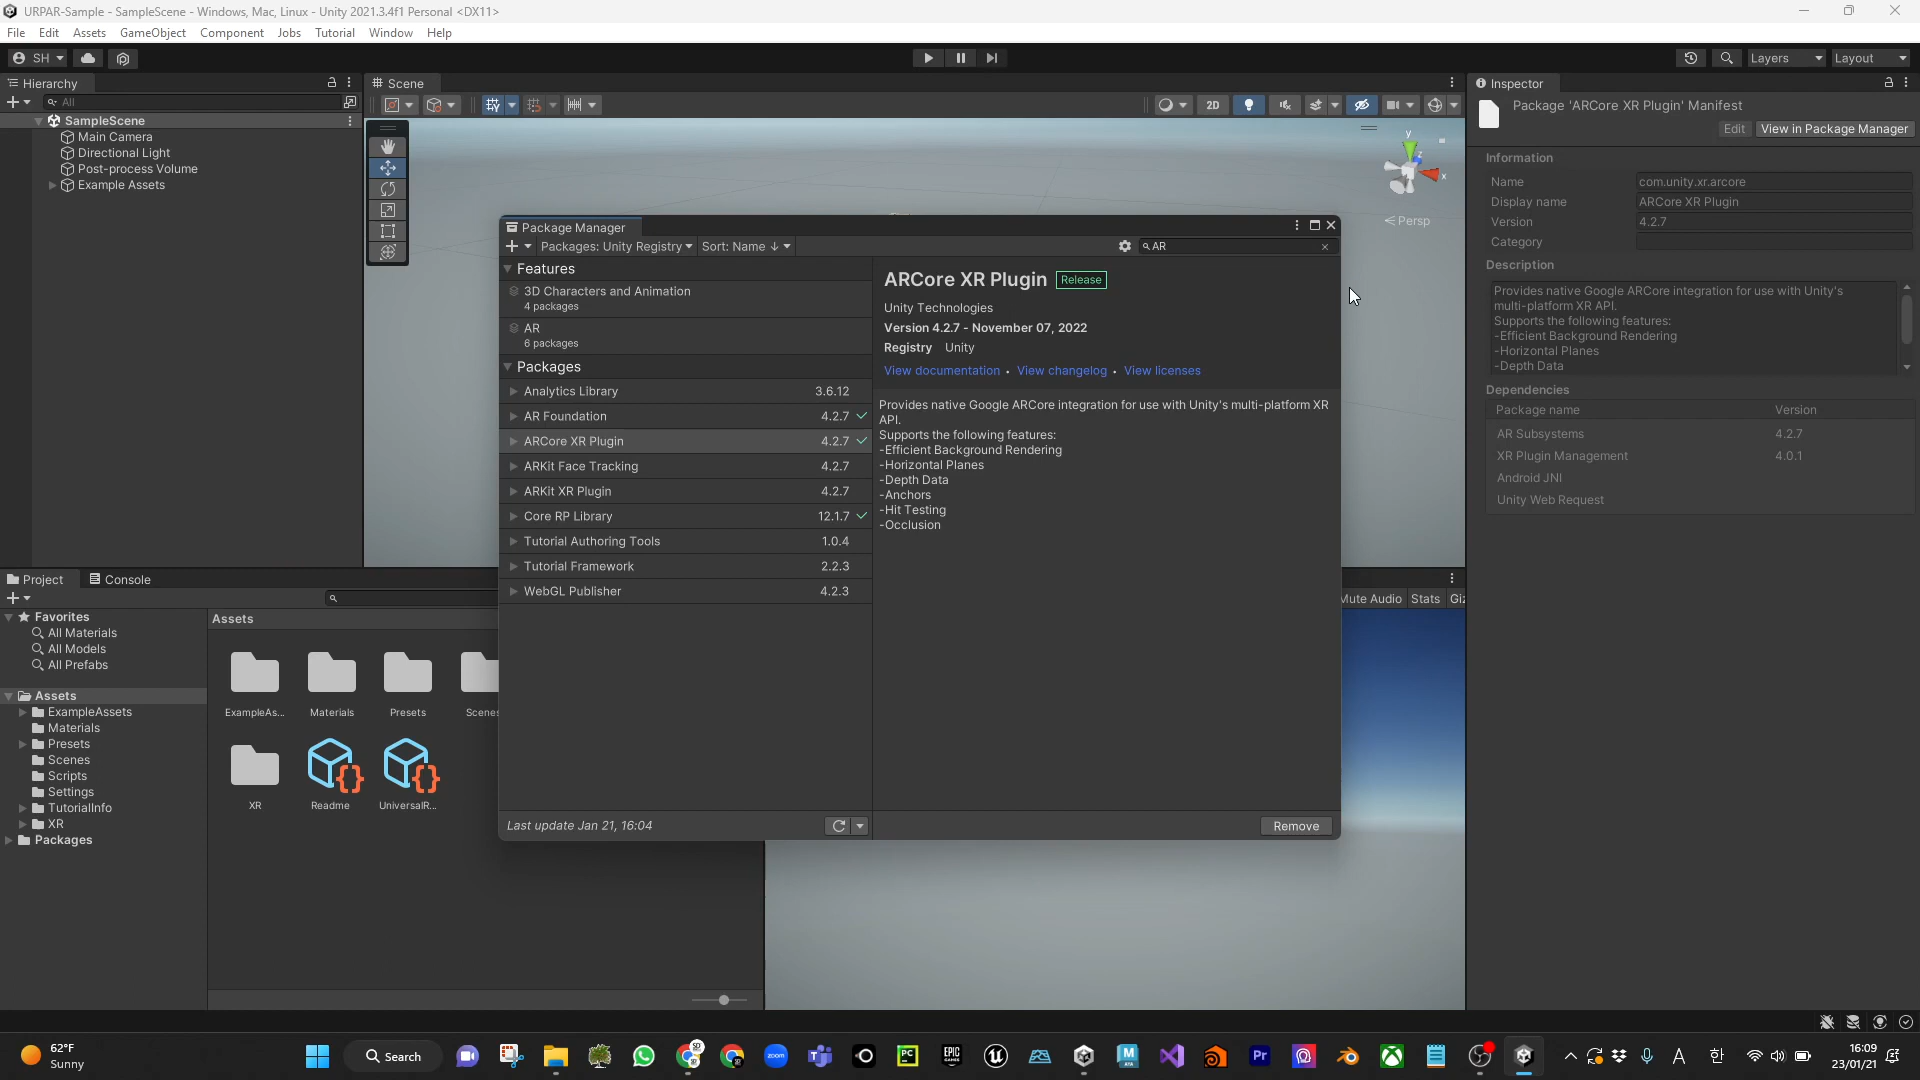 URPAR-Sample - SampleScene - Windows, Mac, Linux - Unity 2021.3.4f1 Personal <DX11>
File Edit Assets GameObject Component Jobs Tutorial Window Help
SH
Layers
Layout
Hierarchy
All
SampleScene
Main Camera
Directional Light
Post-process Volume
Example Assets
Scene
2D
y
z
x
< Persp
Package Manager
Packages: Unity Registry
Sort: Name ↓
AR
Features
3D Characters and Animation
4 packages
AR
6 packages
Packages
Analytics Library 3.6.12
AR Foundation 4.2.7
ARCore XR Plugin 4.2.7
ARKit Face Tracking 4.2.7
ARKit XR Plugin 4.2.7
Core RP Library 12.1.7
Tutorial Authoring Tools 1.0.4
Tutorial Framework 2.2.3
WebGL Publisher 4.2.3
Last update Jan 21, 16:04
ARCore XR Plugin Release
Unity Technologies
Version 4.2.7 - November 07, 2022
Registry Unity
View documentation • View changelog • View licenses
Provides native Google ARCore integration for use with Unity's multi-platform XR
API.
Supports the following features:
-Efficient Background Rendering
-Horizontal Planes
-Depth Data
-Anchors
-Hit Testing
-Occlusion
Remove
Inspector
Package 'ARCore XR Plugin' Manifest
Edit View in Package Manager
Information
Name com.unity.xr.arcore
Display name ARCore XR Plugin
Version 4.2.7
Category
Description
Provides native Google ARCore integration for use with Unity's
multi-platform XR API.
Supports the following features:
-Efficient Background Rendering
-Horizontal Planes
-Depth Data
Dependencies
Package name Version
AR Subsystems 4.2.7
XR Plugin Management 4.0.1
Android JNI
Unity Web Request
Project Console
Favorites
All Materials
All Models
All Prefabs
Assets
ExampleAssets
Materials
Presets
Scenes
Scripts
Settings
TutorialInfo
XR
Packages
Assets
ExampleAs... Materials Presets Scenes
XR Readme UniversalR...
Mute Audio Stats Giz
62°F
Sunny
Search
SD
zoom
PC
EPIC GAMES
M
Pr
A
한
16:09
23/01/21